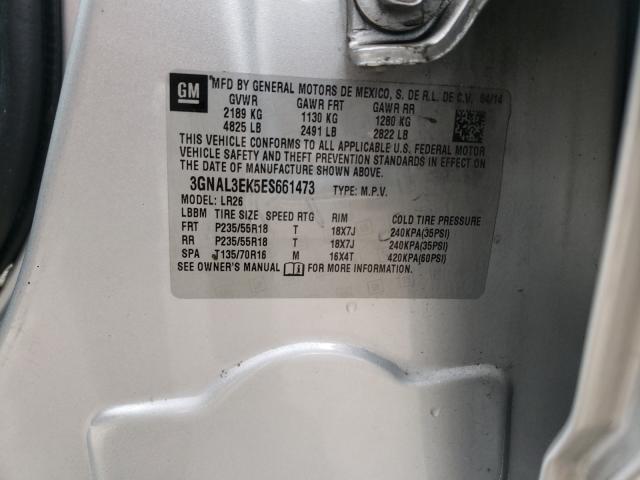 GM
MFD BY GENERAL MOTORS DE MEXICO, S. DE R.L. DE C.V. 04/14
GVWR GAWR FRT GAWR RR
2189 KG 1130 KG 1280 KG
4825 LB 2491 LB 2822 LB
THIS VEHICLE CONFORMS TO ALL APPLICABLE U.S. FEDERAL MOTOR
VEHICLE SAFETY AND THEFT PREVENTION STANDARDS IN EFFECT ON
THE DATE OF MANUFACTURE SHOWN ABOVE.
3GNAL3EK5ES661473 TYPE: M.P.V.
MODEL: LR26
LBBM TIRE SIZE SPEED RTG RIM COLD TIRE PRESSURE
FRT P235/55R18 T 18X7J 240KPA(35PSI)
RR P235/55R18 T 18X7J 240KPA(35PSI)
SPA T135/70R16 M 16X4T 420KPA(60PSI)
SEE OWNER'S MANUAL FOR MORE INFORMATION.